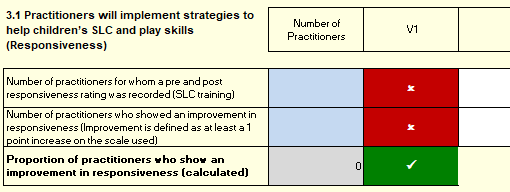 3.1 Practitioners will implement strategies to
help children's SLC and play skills
(Responsiveness)
Number of
Practitioners
V1
Number of practitioners for whom a pre and post
responsiveness rating was recorded (SLC training)
×
Number of practitioners who showed an improvement in
responsiveness (Improvement is defined as at least a 1
point increase on the scale used)
×
Proportion of practitioners who show an
improvement in responsiveness (calculated)
0
✓